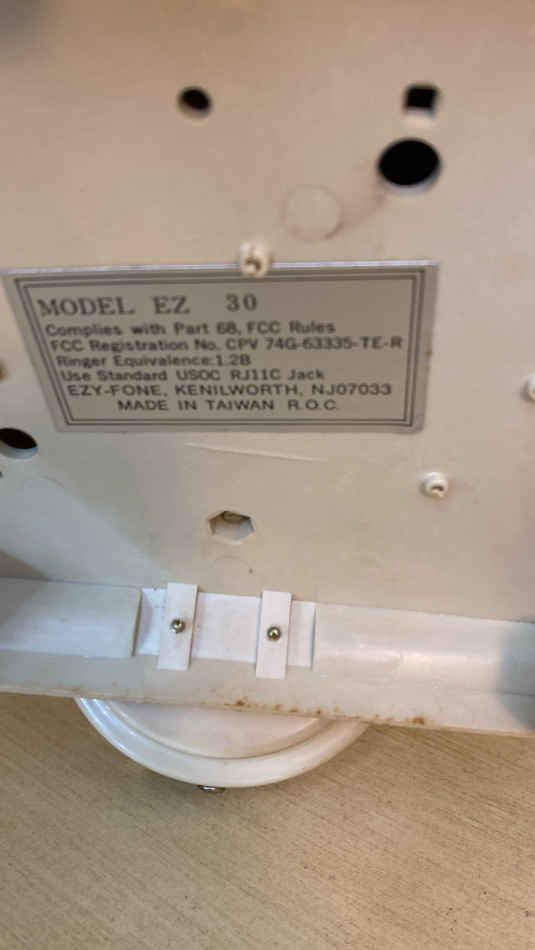 MODEL EZ 30
Complies with Part 68, FCC Rules
FCC Registration No. CPV 74G-63335-TE-R
Ringer Equivalence:1.2B
Use Standard USOC RJ11C Jack
EZY-FONE, KENILWORTH, NJ07033
MADE IN TAIWAN R.O.C.